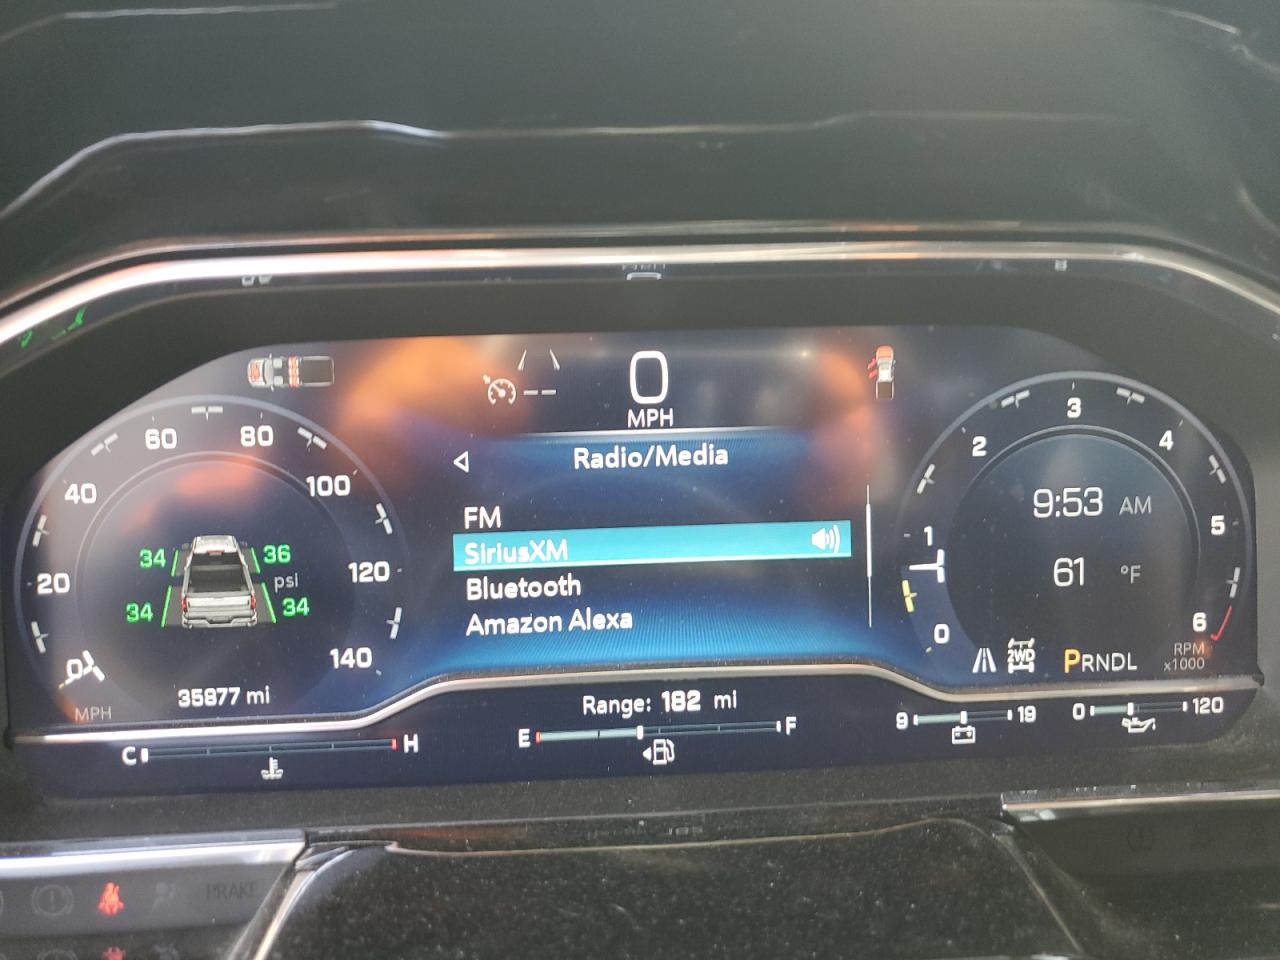 0
MPH
Radio/Media
FM
SiriusXM
Bluetooth
Amazon Alexa
0
20
40
60
80
100
120
140
MPH
34
36
psi
34
34
35877 mi
0
1
2
3
4
5
6
RPM
x1000
9:53 AM
61 °F
2WD
PRNDL
Range: 182 mi
C
H
E
F
9
19
0
120
BRAKE